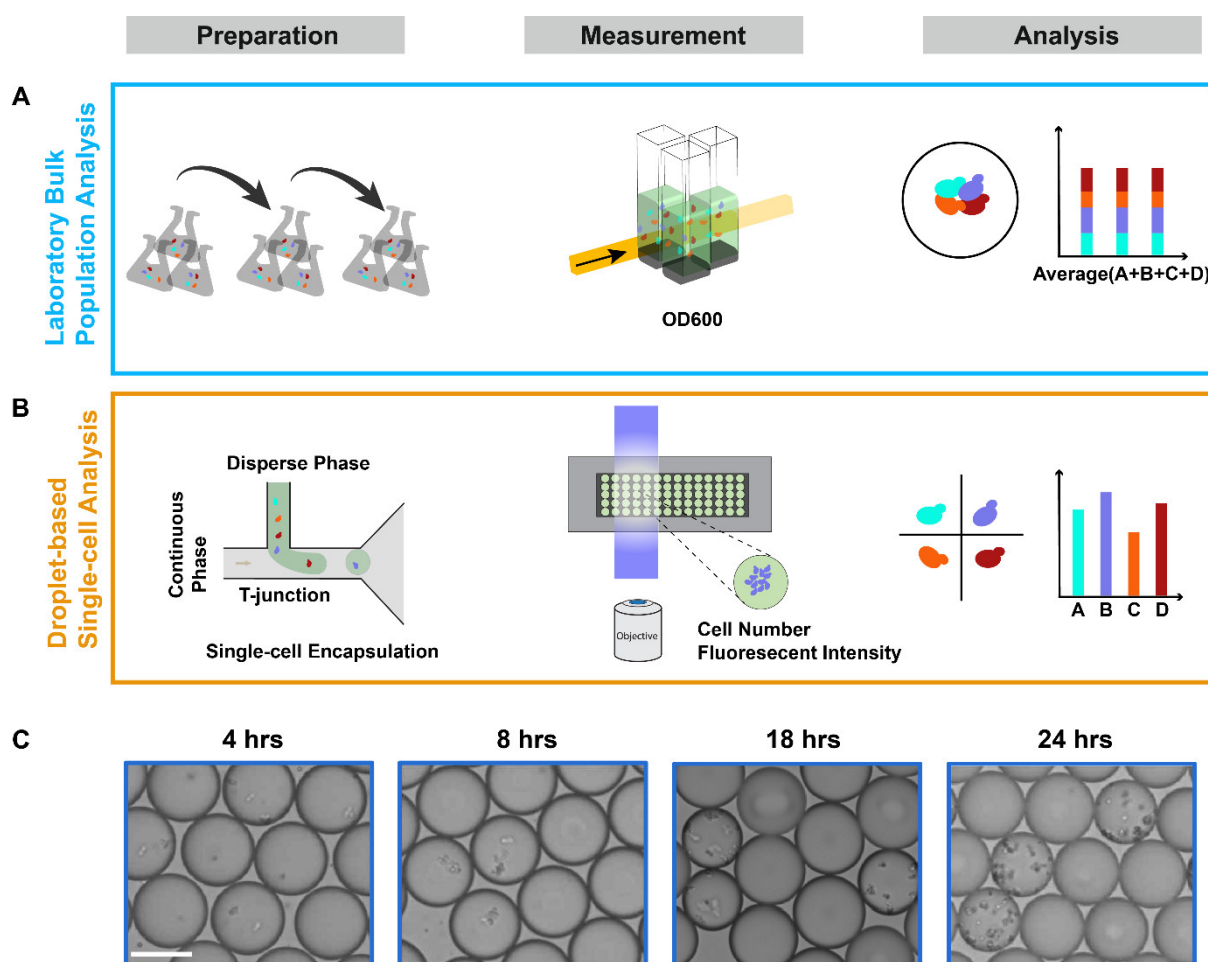 Preparation
Measurement
Analysis
A
Laboratory Bulk
Population Analysis
OD600
Average(A+B+C+D)
B
Droplet-based
Single-cell Analysis
Disperse Phase
Continuous
Phase
T-junction
Single-cell Encapsulation
Objective
Cell Number
Fluoresecent Intensity
A B C D
C
4 hrs
8 hrs
18 hrs
24 hrs